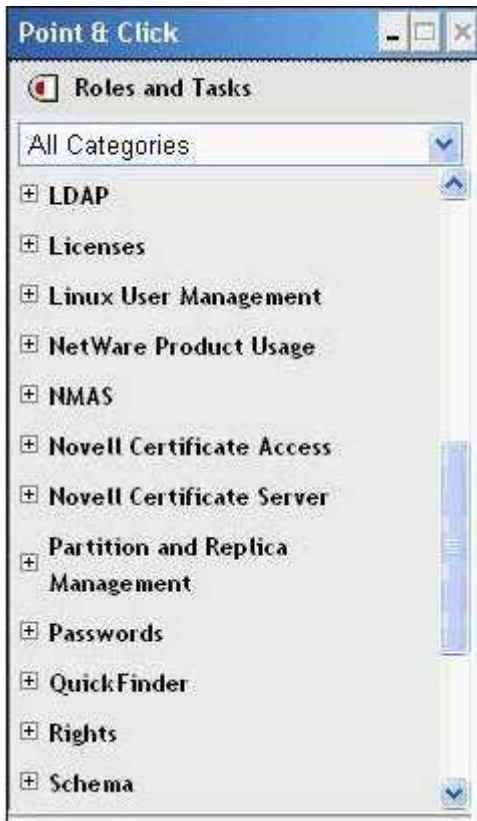 Point & Click
Roles and Tasks
All Categories
LDAP
Licenses
Linux User Management
NetWare Product Usage
NMAS
Novell Certificate Access
Novell Certificate Server
Partition and Replica
Management
Passwords
QuickFinder
Rights
Schema